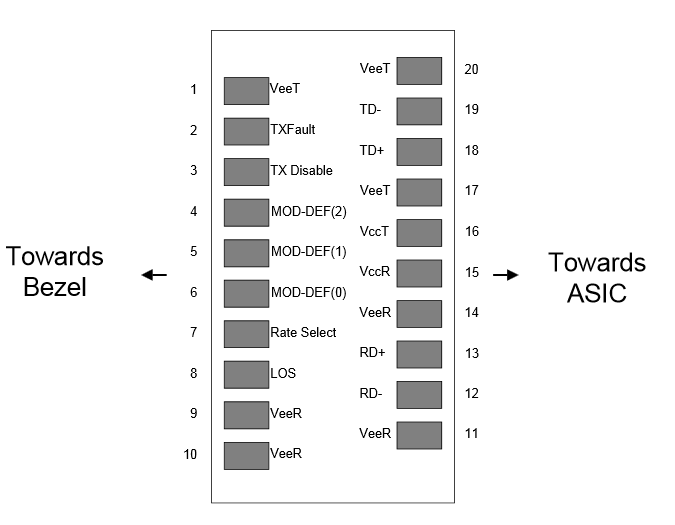 VeeT 20
1 VeeT
TD- 19
2 TXFault
TD+ 18
3 TX Disable
VeeT 17
4 MOD-DEF(2)
VccT 16
5 MOD-DEF(1)
Towards
Bezel
Towards
ASIC
VccR 15
6 MOD-DEF(0)
VeeR 14
7 Rate Select
RD+ 13
8 LOS
RD- 12
9 VeeR
VeeR 11
10 VeeR